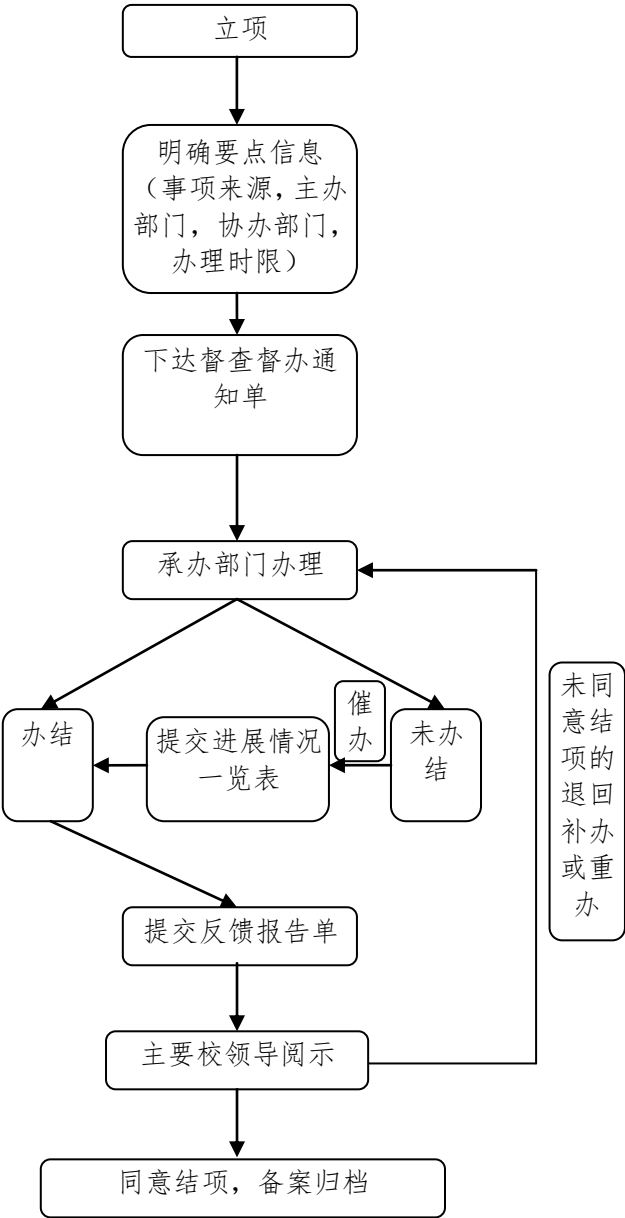 立项
明确要点信息
（事项来源，主办
部门，协办部门，
办理时限）
下达督查督办通
知单
承办部门办理
办结
提交进展情况
一览表
催
办
未办
结
未同
意结
项的
退回
补办
或重
办
提交反馈报告单
主要校领导阅示
同意结项，备案归档